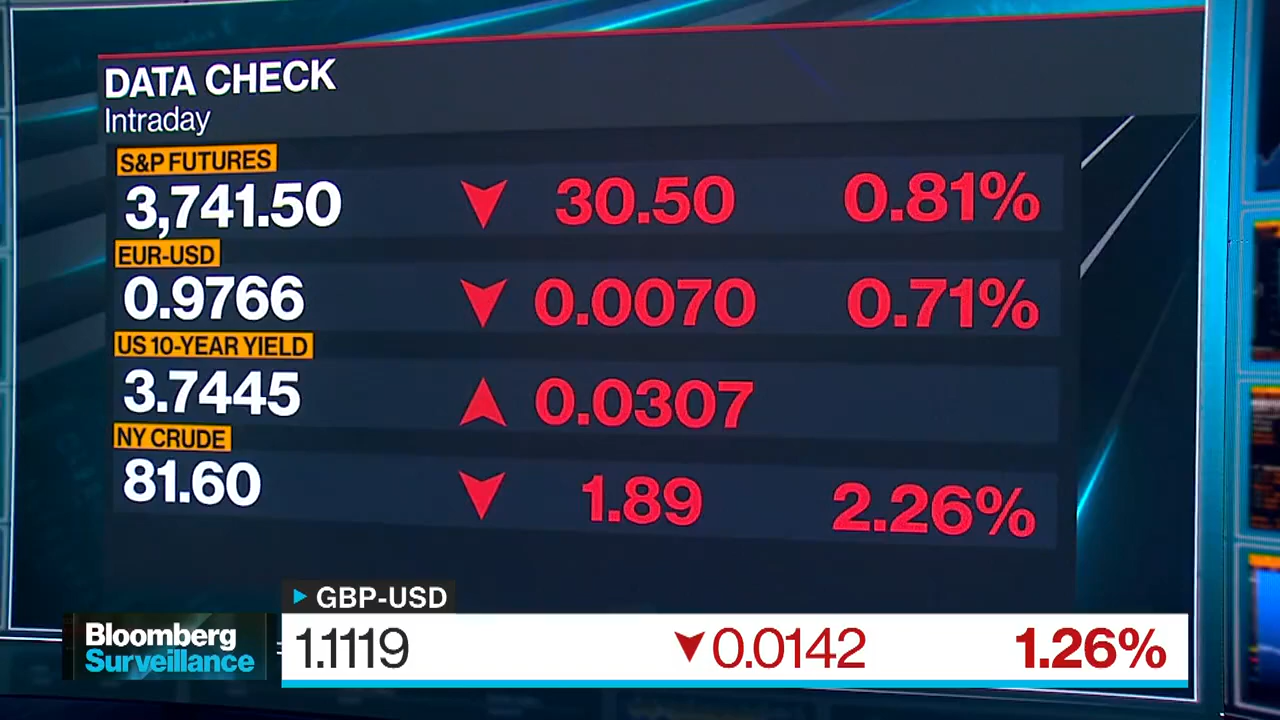 DATA CHECK
Intraday
S&P FUTURES
3,741.50 30.50 0.81%
EUR-USD
0.9766 0.0070 0.71%
US 10-YEAR YIELD
3.7445 0.0307
NY CRUDE
81.60 1.89 2.26%
GBP-USD
Bloomberg
Surveillance
1.1119 0.0142 1.26%